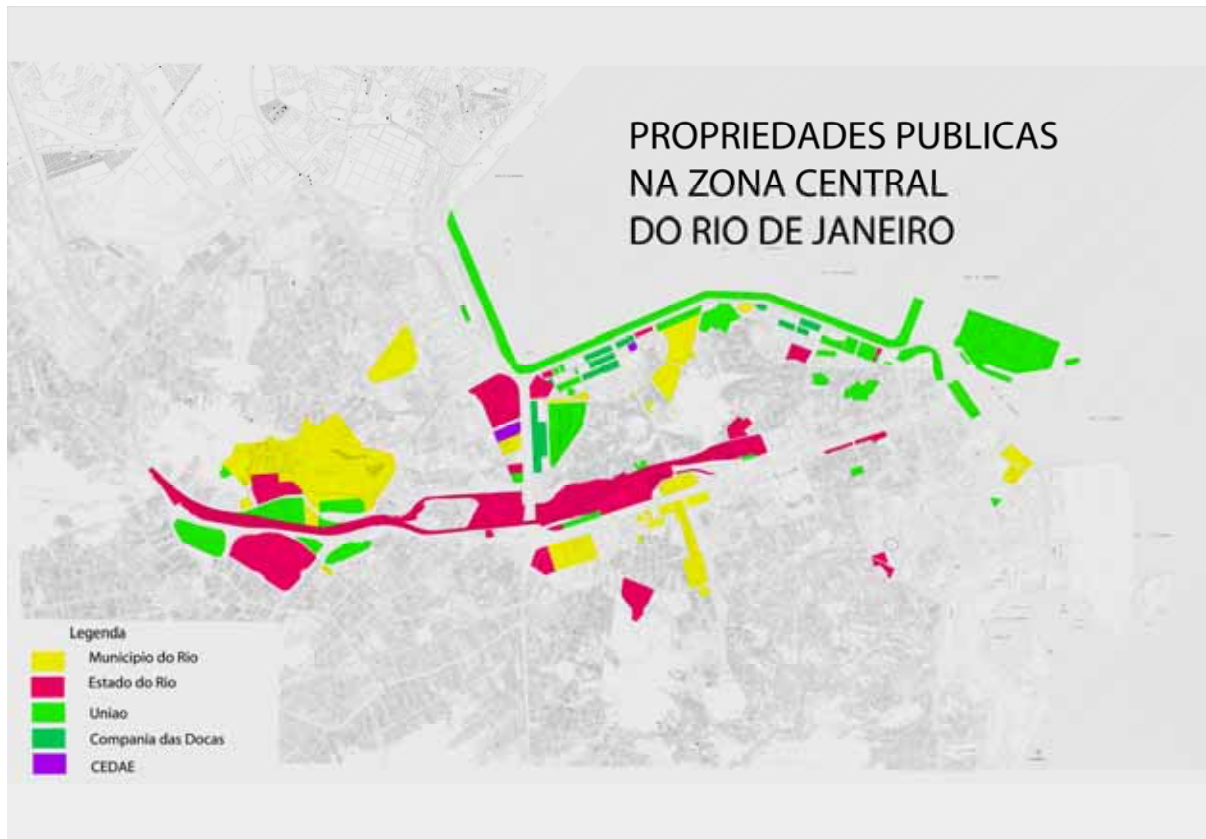 PROPRIEDADES PUBLICAS
NA ZONA CENTRAL
DO RIO DE JANEIRO
Legenda
Municipio do Rio
Estado do Rio
Uniao
Compania das Docas
CEDAE